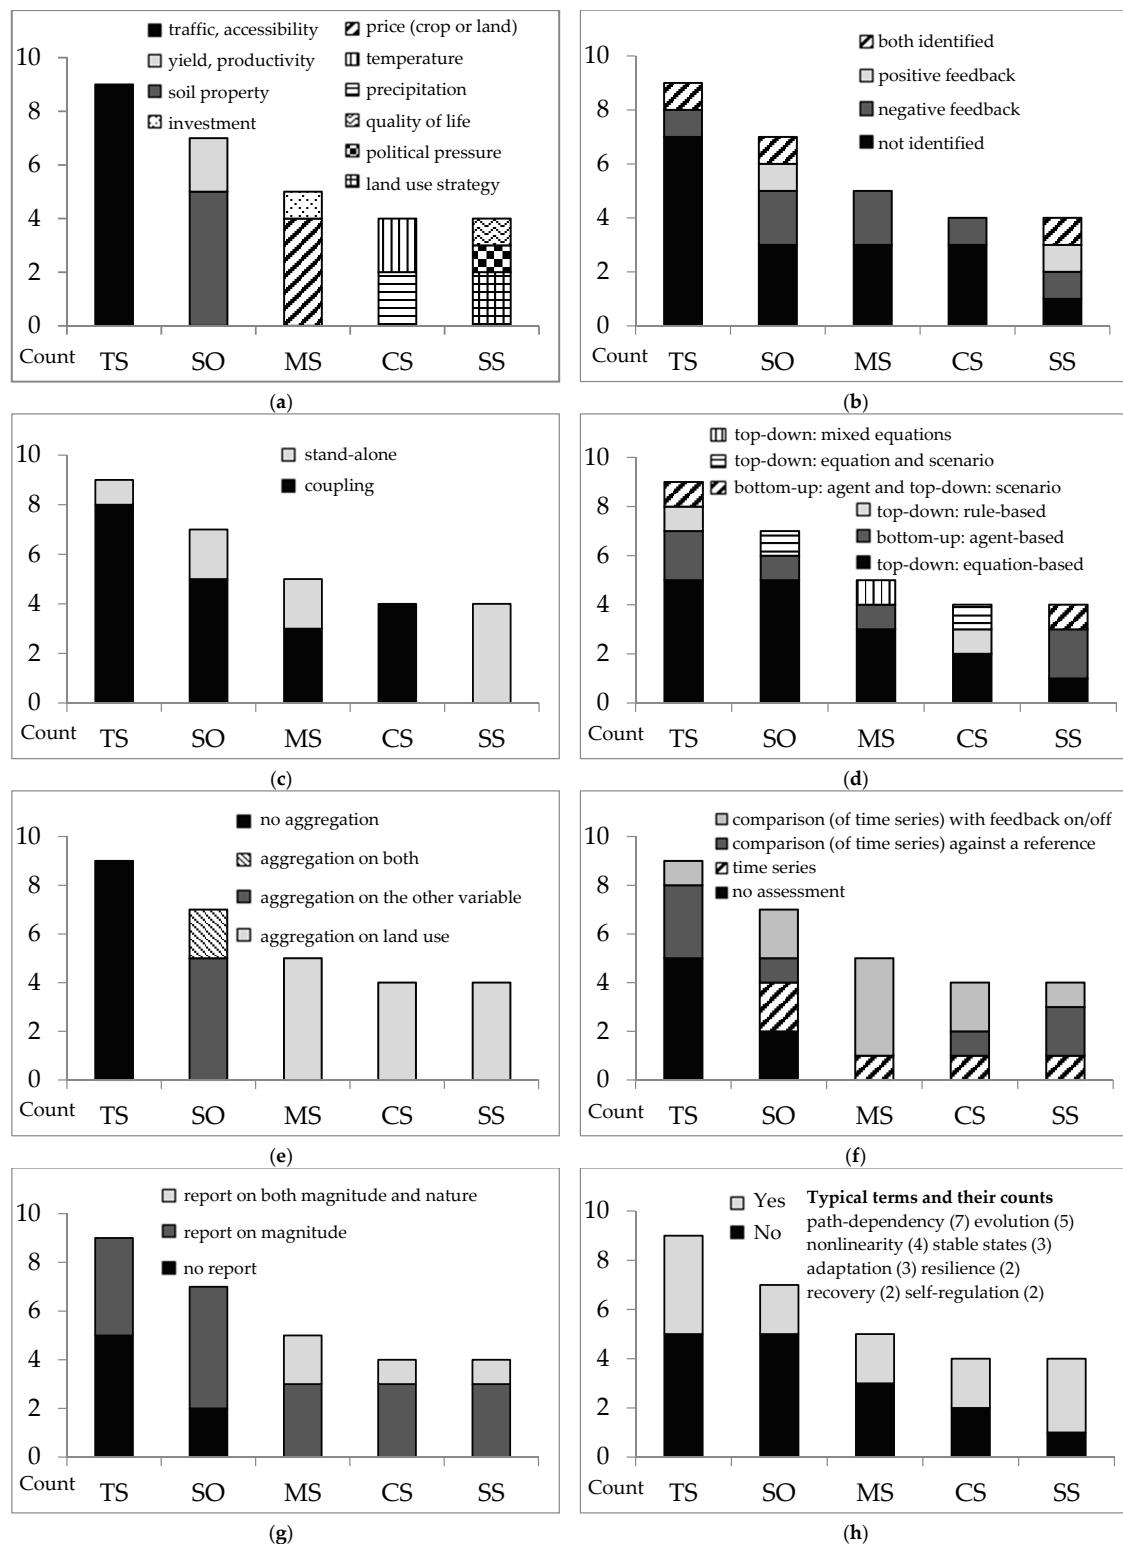 traffic, accessibility
yield, productivity
soil property
investment
price (crop or land)
temperature
precipitation
quality of life
political pressure
land use strategy
10
8
6
4
2
0
Count TS SO MS CS SS
(a)
both identified
positive feedback
negative feedback
not identified
10
8
6
4
2
0
Count TS SO MS CS SS
(b)
stand-alone
coupling
10
8
6
4
2
0
Count TS SO MS CS SS
(c)
top-down: mixed equations
top-down: equation and scenario
bottom-up: agent and top-down: scenario
top-down: rule-based
bottom-up: agent-based
top-down: equation-based
10
8
6
4
2
0
Count TS SO MS CS SS
(d)
no aggregation
aggregation on both
aggregation on the other variable
aggregation on land use
10
8
6
4
2
0
Count TS SO MS CS SS
(e)
comparison (of time series) with feedback on/off
comparison (of time series) against a reference
time series
no assessment
10
8
6
4
2
0
Count TS SO MS CS SS
(f)
report on both magnitude and nature
report on magnitude
no report
10
8
6
4
2
0
Count TS SO MS CS SS
(g)
Yes
No
Typical terms and their counts
path-dependency (7) evolution (5)
nonlinearity (4) stable states (3)
adaptation (3) resilience (2)
recovery (2) self-regulation (2)
10
8
6
4
2
0
Count TS SO MS CS SS
(h)